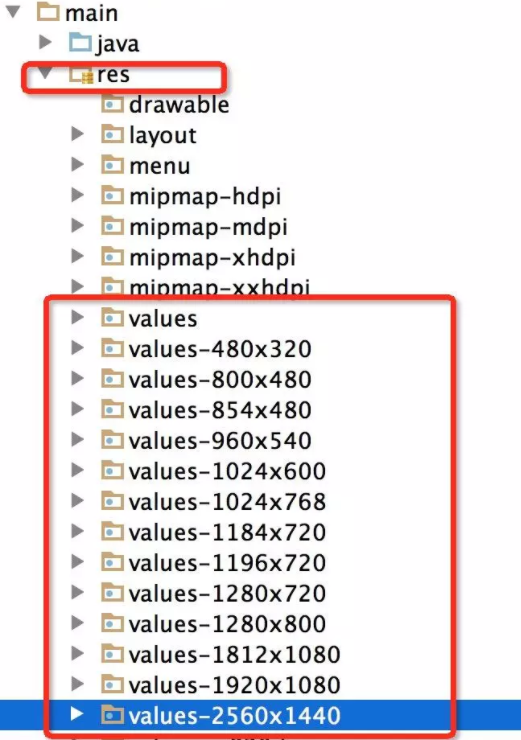 main
java
res
drawable
layout
menu
mipmap-hdpi
mipmap-mdpi
mipmap-xhdpi
mipmap-xxhdpi
values
values-480x320
values-800x480
values-854x480
values-960x540
values-1024x600
values-1024x768
values-1184x720
values-1196x720
values-1280x720
values-1280x800
values-1812x1080
values-1920x1080
values-2560x1440